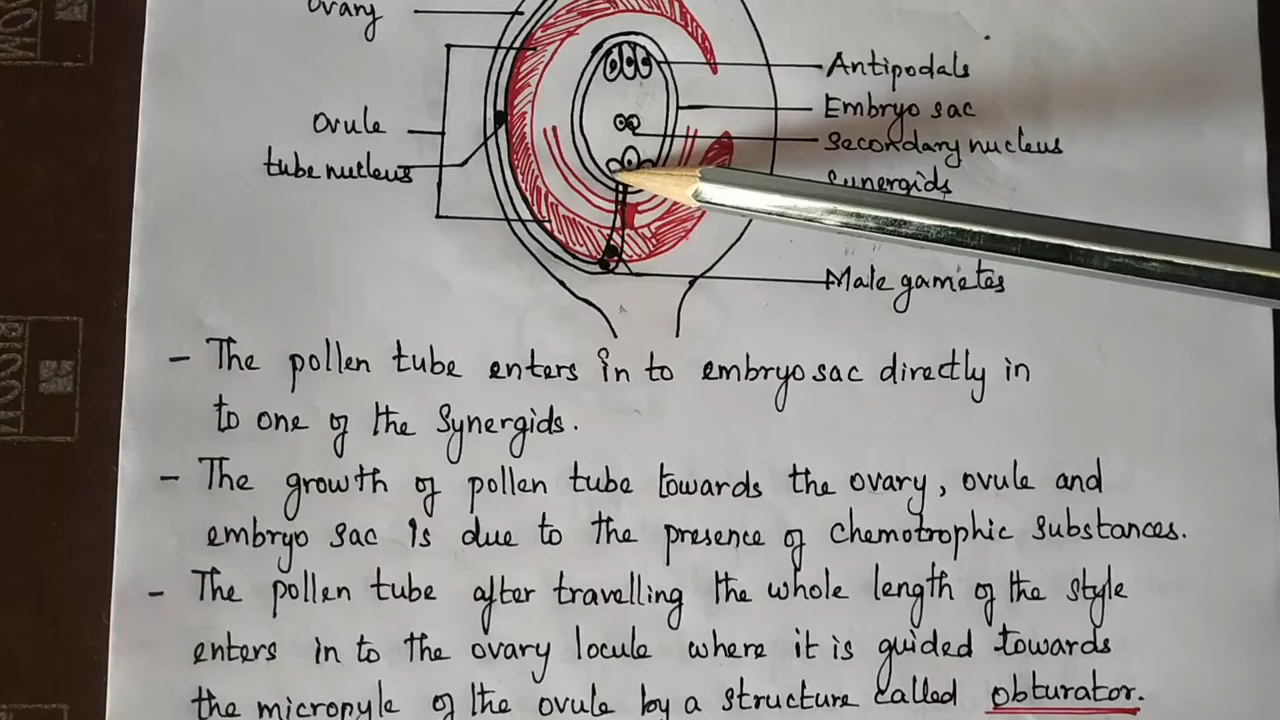 Ovary
Antipodals
Embryo sac
Ovule
Secondary nucleus
tube nucleus
Synergids
Male gametes
- The pollen tube enters in to embryo sac directly in
to one of the Synergids.
- The growth of pollen tube towards the ovary, ovule and
embryo sac is due to the presence of chemotrophic substances.
- The pollen tube after travelling the whole length of the style
enters in to the ovary locule where it is guided towards
the micropyle of the ovule by a structure called obturator.